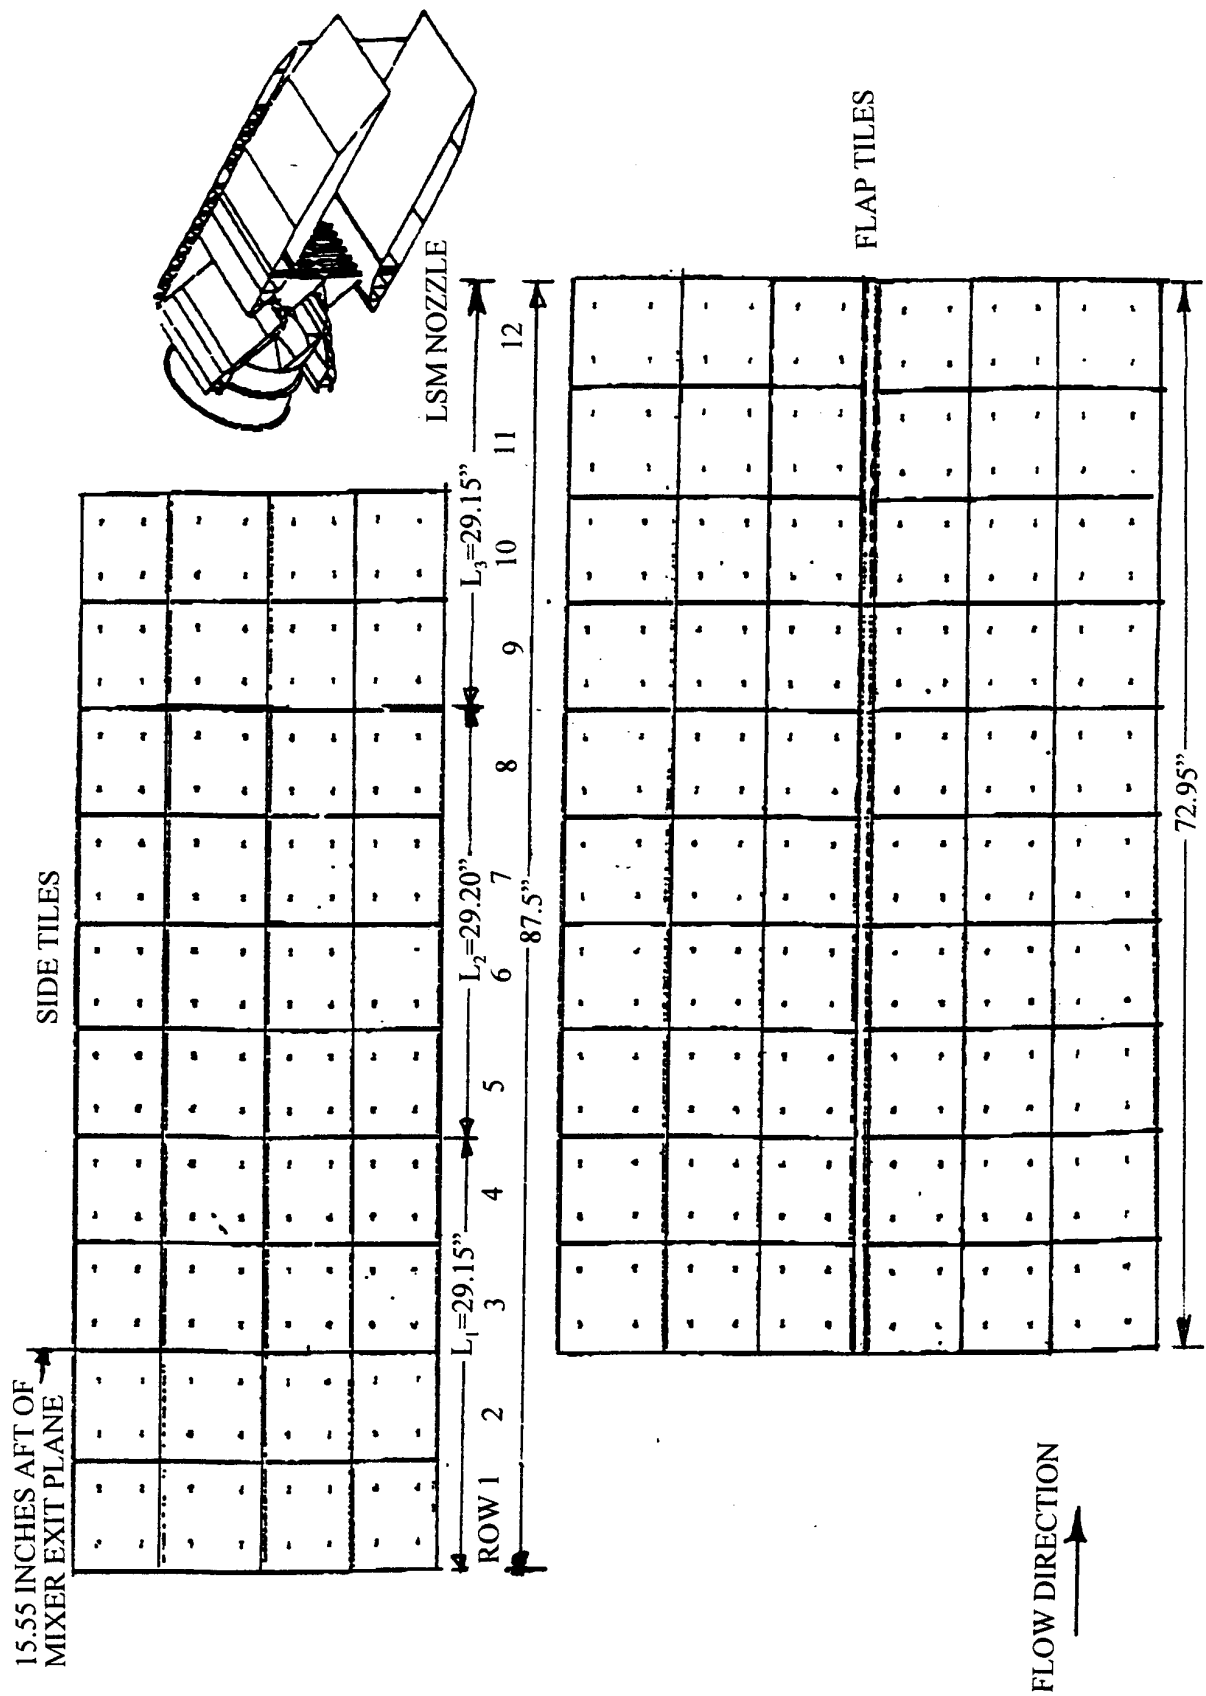 15.55 INCHES AFT OF
MIXER EXIT PLANE
SIDE TILES
LSM NOZZLE
L₁=29.15”
L₂=29.20”
L₃=29.15”
ROW 1 2 3 4 5 6 7 8 9 10 11 12
87.5”
FLAP TILES
72.95”
FLOW DIRECTION